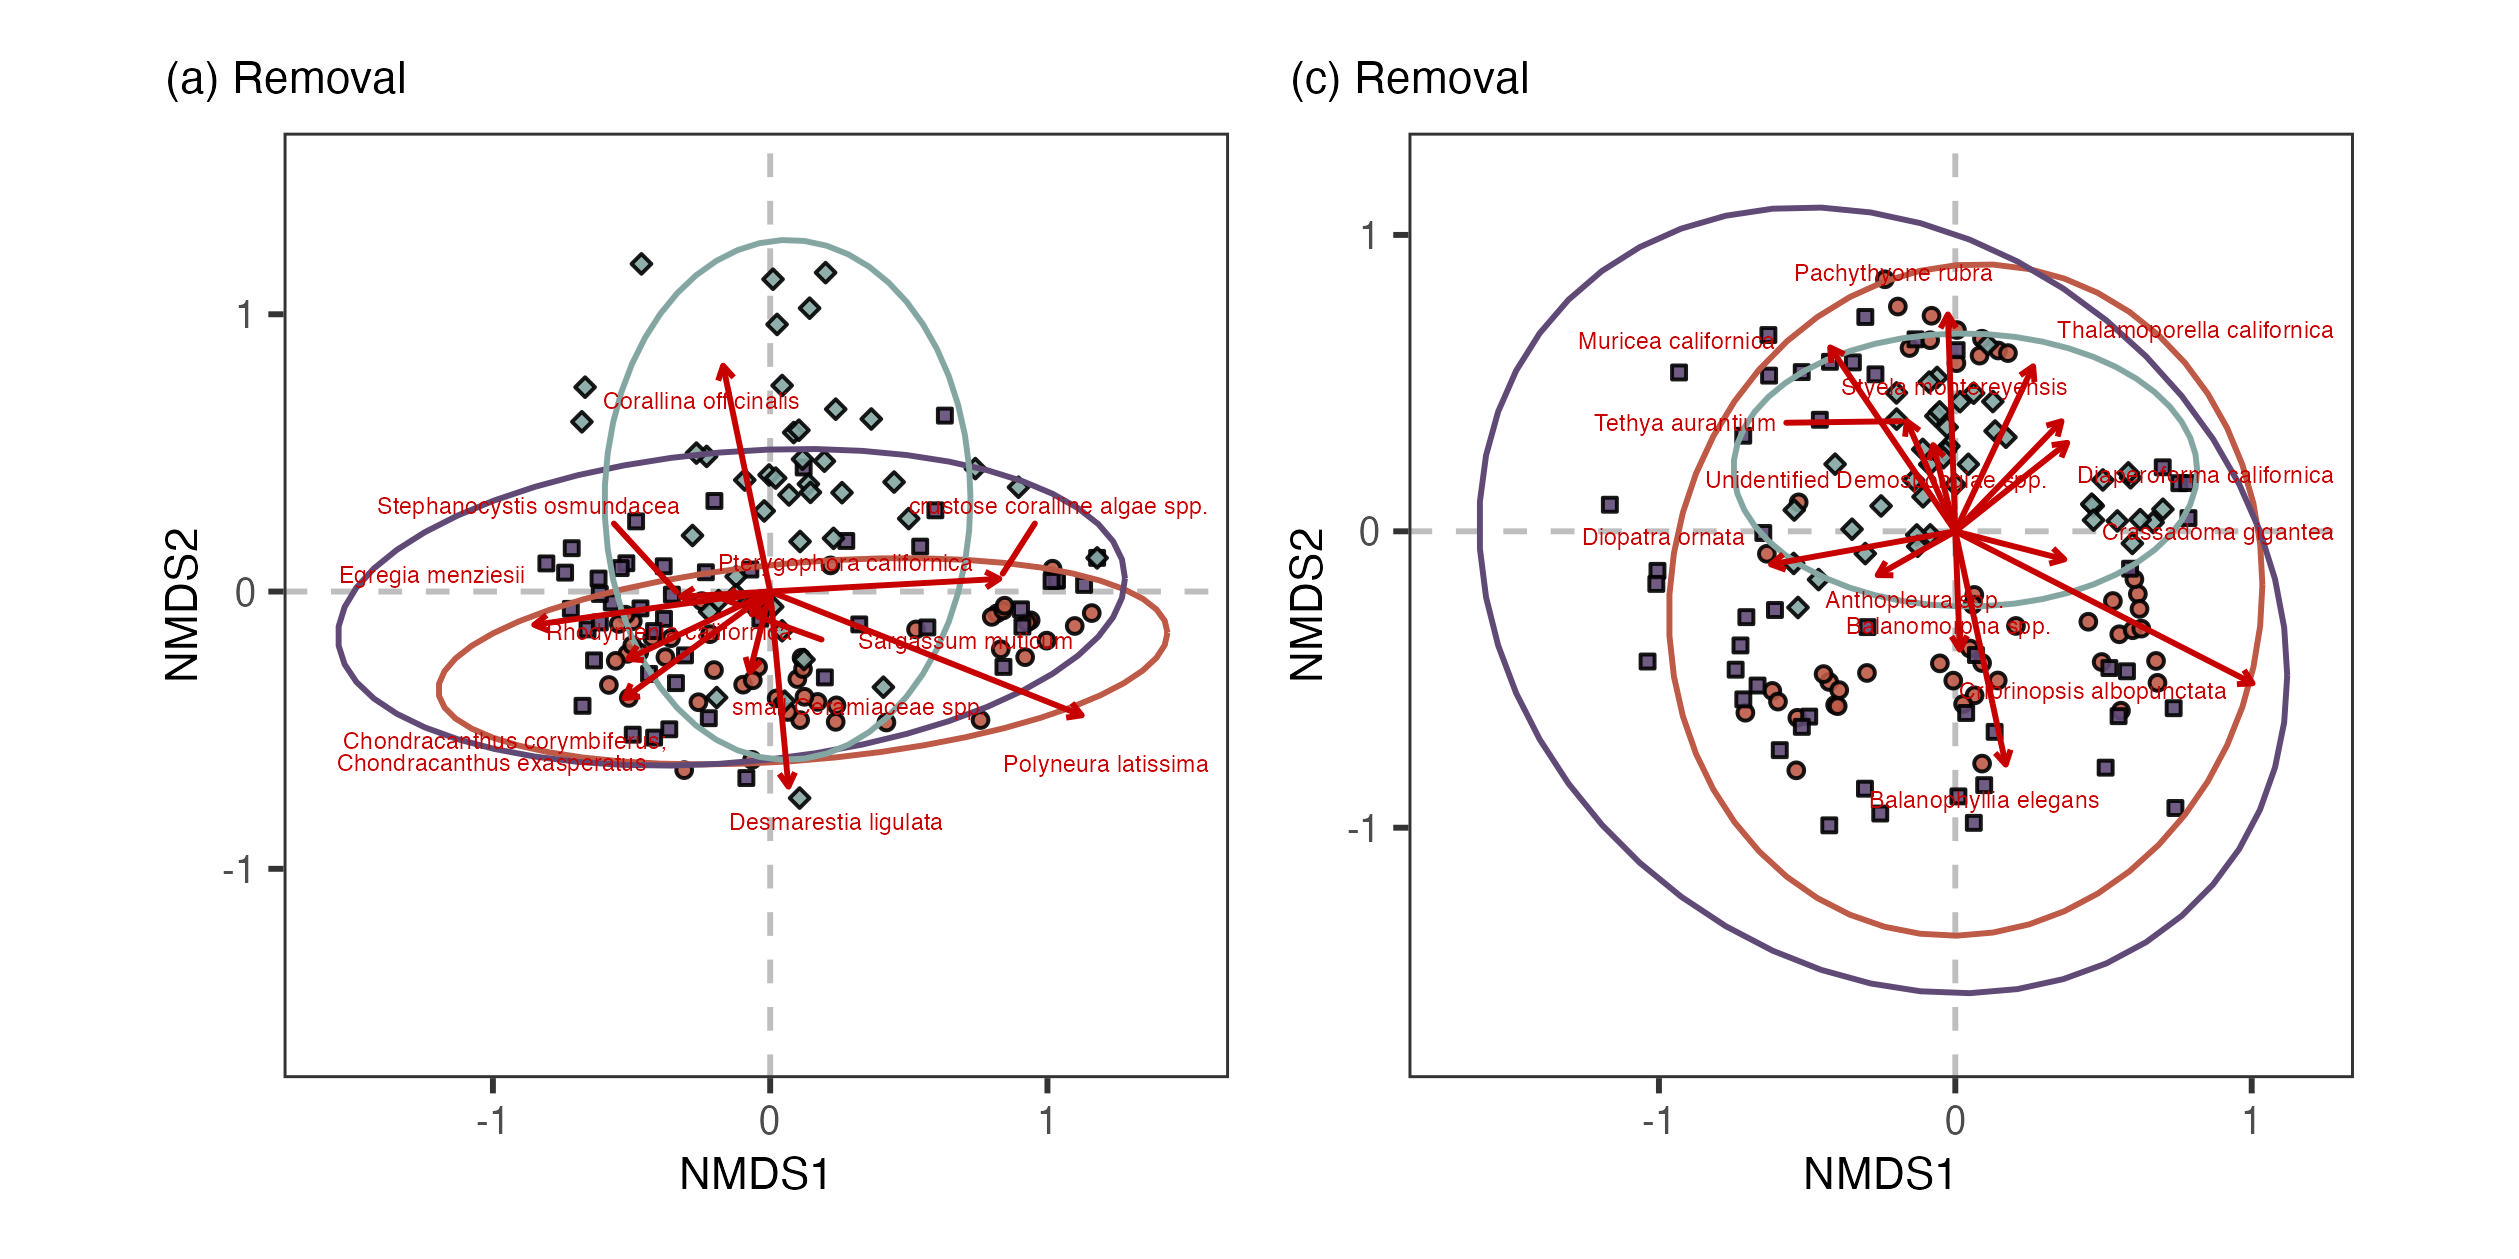 (a) Removal
(c) Removal
NMDS2
1
0
-1
Corallina officinalis
Stephanocystis osmundacea
crustose coralline algae spp.
Pterygophora californica
Egregia menziesii
Rhodymenia californica
Sargassum muticum
small Ceramiaceae spp.
Chondracanthus corymbiferus,
Chondracanthus exasperatus
Polyneura latissima
Desmarestia ligulata
-1
0
1
NMDS1
NMDS2
1
0
-1
Pachythyone rubra
Thalamoporella californica
Muricea californica
Styela monterevensis
Tethya aurantium
Unidentified Demospongiae spp.
Diaperoforma californica
Diopatra ornata
Crassadoma gigantea
Anthopleura spp.
Balanomorpha spp.
Cribrinopsis albopunctata
Balanophyllia elegans
-1
0
1
NMDS1